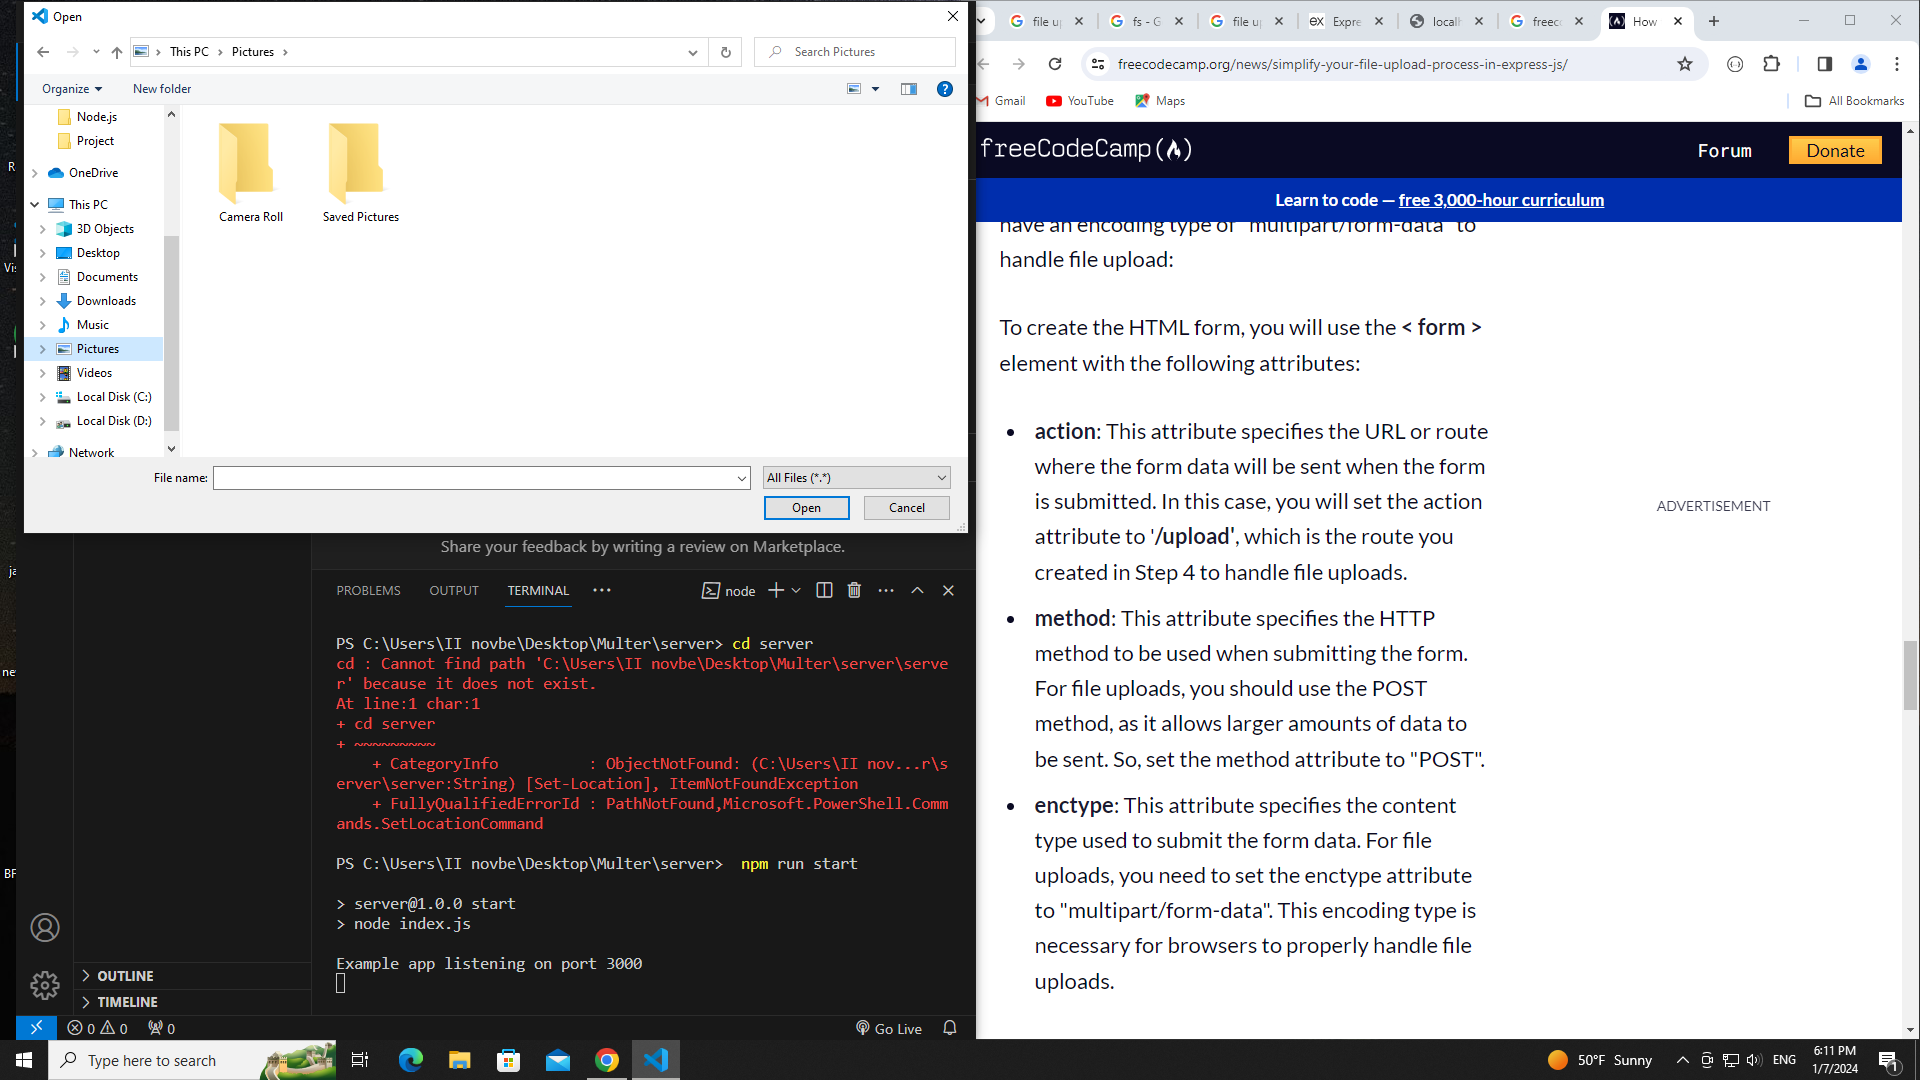 Open
This PC
Pictures
Search Pictures
Organize
New folder
Node.js
Project
OneDrive
This PC
3D Objects
Desktop
Documents
Downloads
Music
Pictures
Videos
Local Disk (C:)
Local Disk (D:)
Network
Camera Roll
Saved Pictures
File name:
All Files (*.*)
Open
Cancel
Share your feedback by writing a review on Marketplace.
PROBLEMS
OUTPUT
TERMINAL
node
PS C:\Users\II novbe\Desktop\Multer\server> cd server
cd : Cannot find path 'C:\Users\II novbe\Desktop\Multer\server\serve
r' because it does not exist.
At line:1 char:1
+ cd server
+ ~~~~~~~~~
+ CategoryInfo : ObjectNotFound: (C:\Users\II nov...r\s
erver\server:String) [Set-Location], ItemNotFoundException
+ FullyQualifiedErrorId : PathNotFound,Microsoft.PowerShell.Comm
ands.SetLocationCommand
PS C:\Users\II novbe\Desktop\Multer\server> npm run start
> server@1.0.0 start
> node index.js
Example app listening on port 3000
OUTLINE
TIMELINE
0 0 0
Go Live
file u
fs - G
file u
Expre
local
freec
How
freecodecamp.org/news/simplify-your-file-upload-process-in-express-js/
Gmail
YouTube
Maps
All Bookmarks
freeCodeCamp
Forum
Donate
Learn to code — free 3,000-hour curriculum
have an encoding type of "multipart/form-data" to
handle file upload:
To create the HTML form, you will use the < form >
element with the following attributes:
• action: This attribute specifies the URL or route
where the form data will be sent when the form
is submitted. In this case, you will set the action
attribute to '/upload', which is the route you
created in Step 4 to handle file uploads.
• method: This attribute specifies the HTTP
method to be used when submitting the form.
For file uploads, you should use the POST
method, as it allows larger amounts of data to
be sent. So, set the method attribute to "POST".
• enctype: This attribute specifies the content
type used to submit the form data. For file
uploads, you need to set the enctype attribute
to "multipart/form-data". This encoding type is
necessary for browsers to properly handle file
uploads.
ADVERTISEMENT
Type here to search
50°F Sunny
ENG
6:11 PM
1/7/2024
1